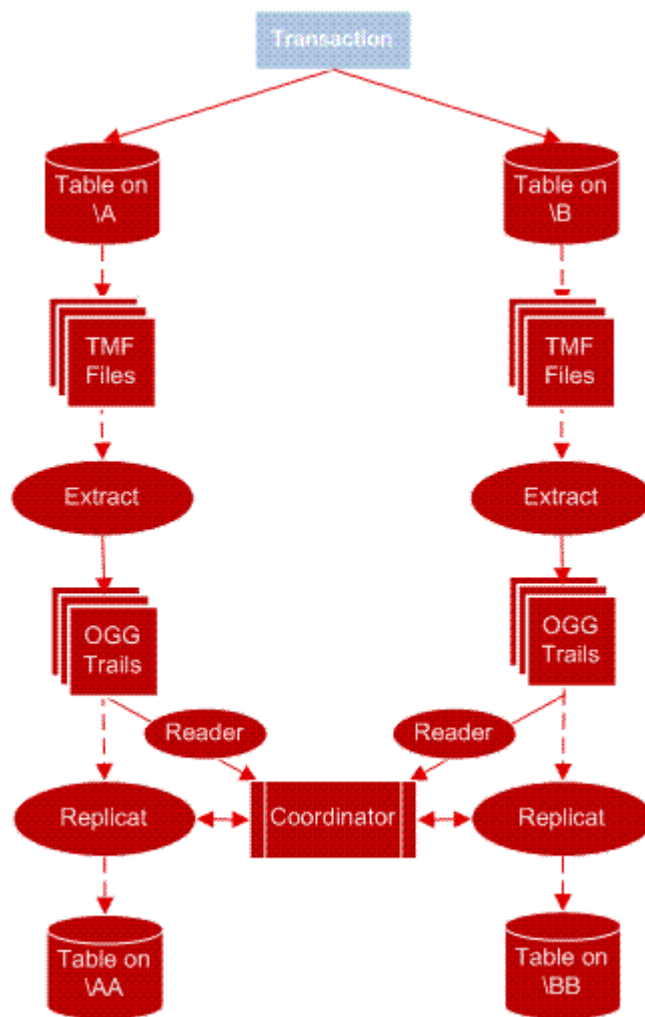 Transaction
Table on
\A
Table on
\B
TMF
Files
TMF
Files
Extract
Extract
OGG
Trails
OGG
Trails
Reader
Reader
Replicat
Coordinator
Replicat
Table on
\AA
Table on
\BB